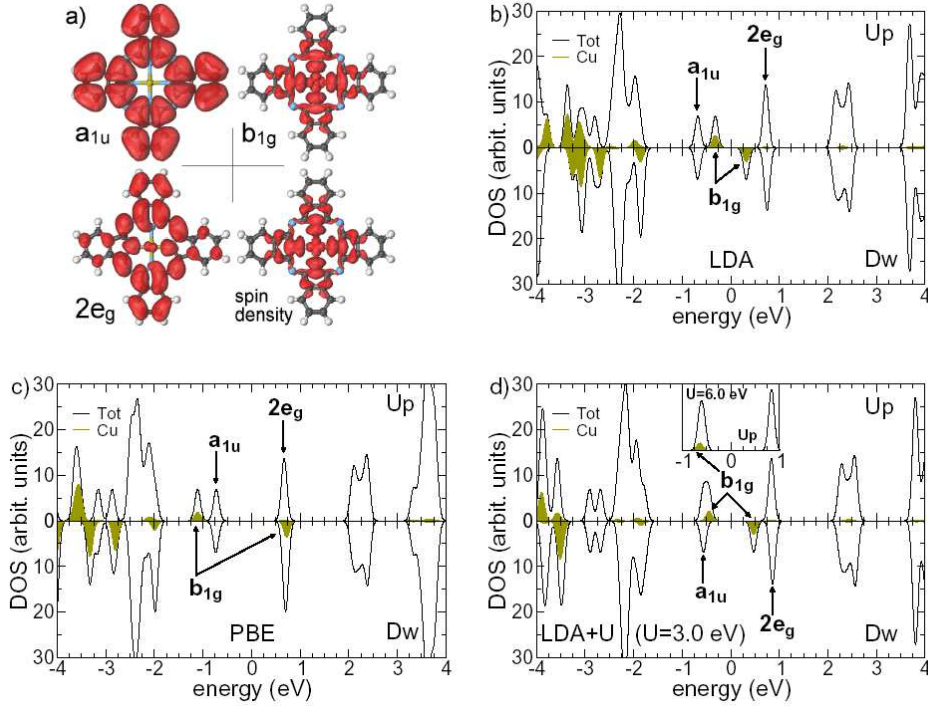 a)
a1u
b1g
2eg
spin
density
b)
30
20
10
0
10
20
30
DOS (arbit. units)
Tot
Cu
Up
2eg
a1u
b1g
LDA
Dw
-4 -3 -2 -1 0 1 2 3 4
energy (eV)
c)
30
20
10
0
10
20
30
DOS (arbit. units)
Tot
Cu
Up
2eg
a1u
b1g
PBE
Dw
-4 -3 -2 -1 0 1 2 3 4
energy (eV)
d)
30
20
10
0
10
20
30
DOS (arbit. units)
Tot
Cu
U=6.0 eV
Up
-1 0 1
Up
b1g
a1u
2eg
LDA+U (U=3.0 eV)
Dw
-4 -3 -2 -1 0 1 2 3 4
energy (eV)